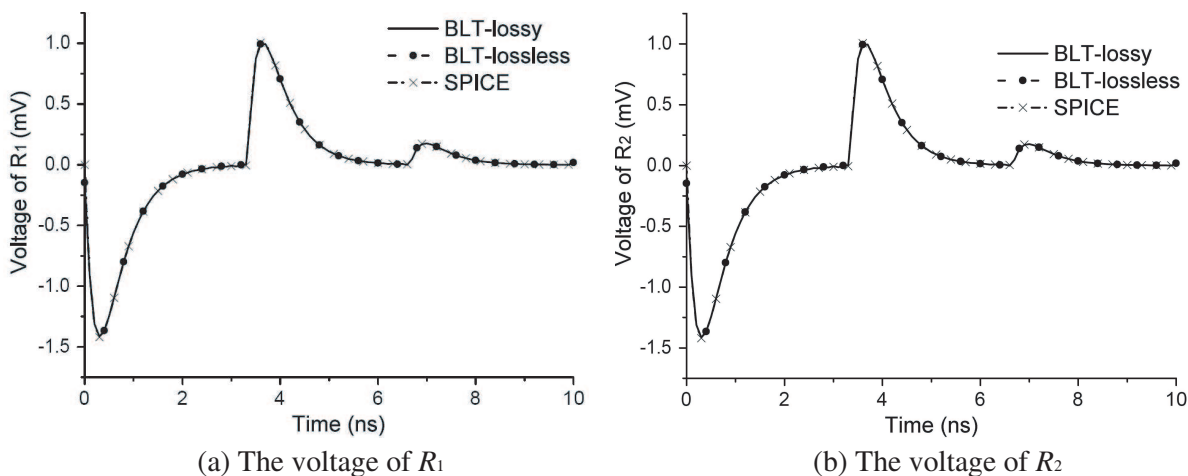 BLT-lossy
BLT-lossless
SPICE
Voltage of R1 (mV)
1.0
0.5
0.0
-0.5
-1.0
-1.5
0 2 4 6 8 10
Time (ns)
(a) The voltage of R1
BLT-lossy
BLT-lossless
SPICE
Voltage of R2 (mV)
1.0
0.5
0.0
-0.5
-1.0
-1.5
0 2 4 6 8 10
Time (ns)
(b) The voltage of R2